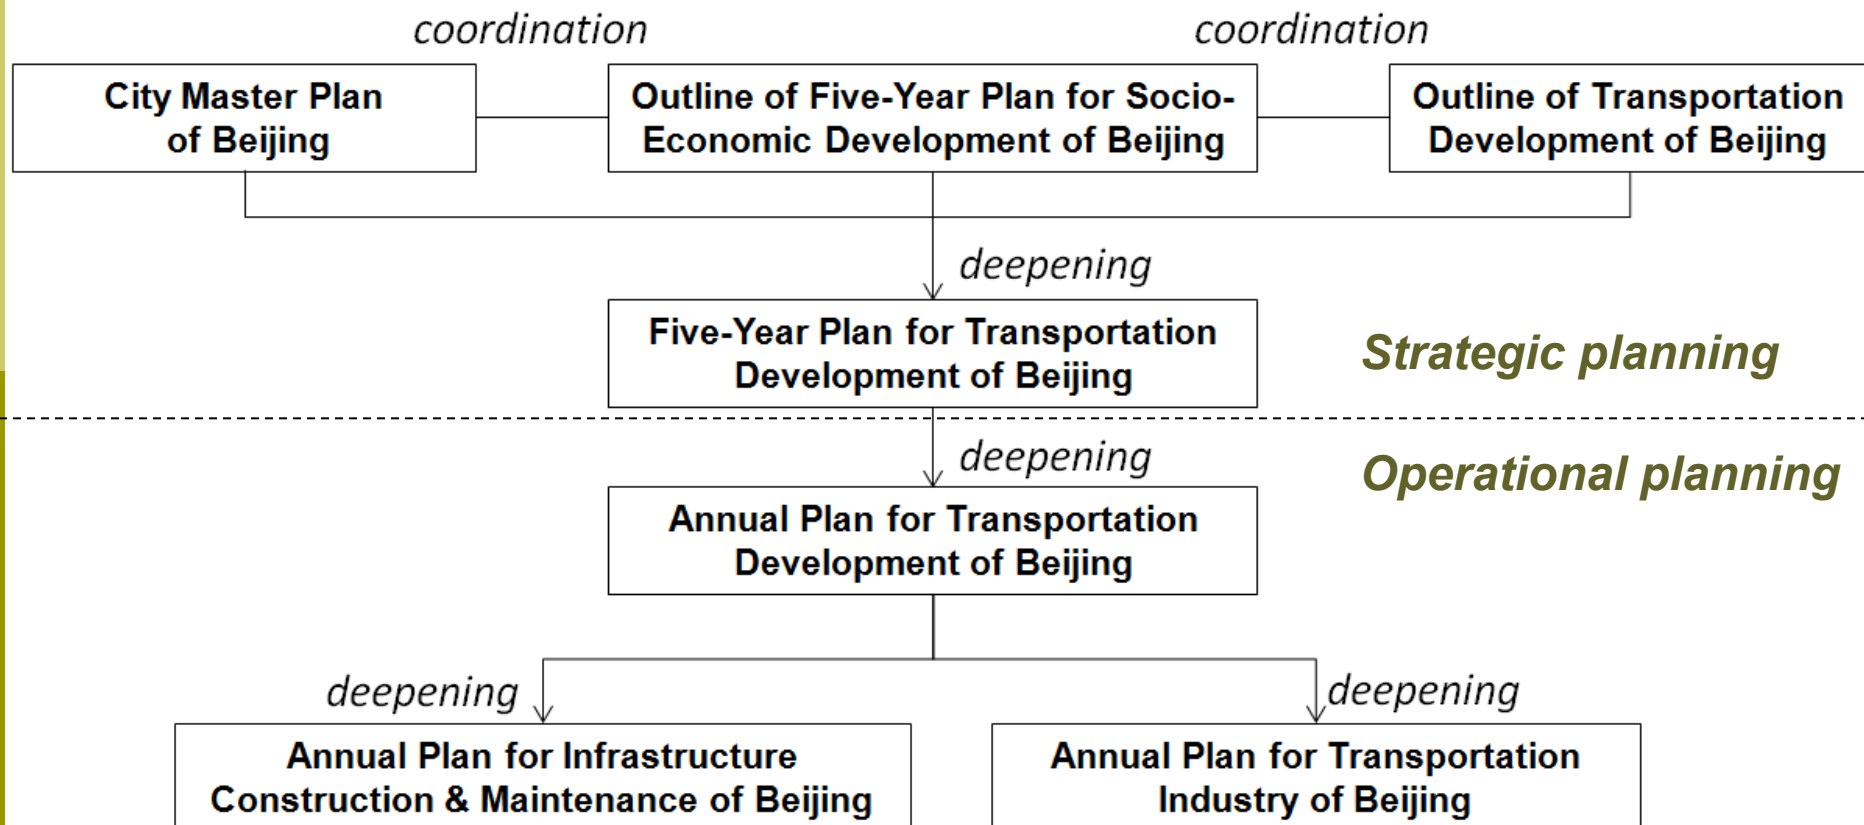 coordination
coordination
City Master Plan
of Beijing
Outline of Five-Year Plan for Socio-
Economic Development of Beijing
Outline of Transportation
Development of Beijing
deepening
Five-Year Plan for Transportation
Development of Beijing
Strategic planning
deepening
Operational planning
Annual Plan for Transportation
Development of Beijing
deepening
deepening
Annual Plan for Infrastructure
Construction & Maintenance of Beijing
Annual Plan for Transportation
Industry of Beijing